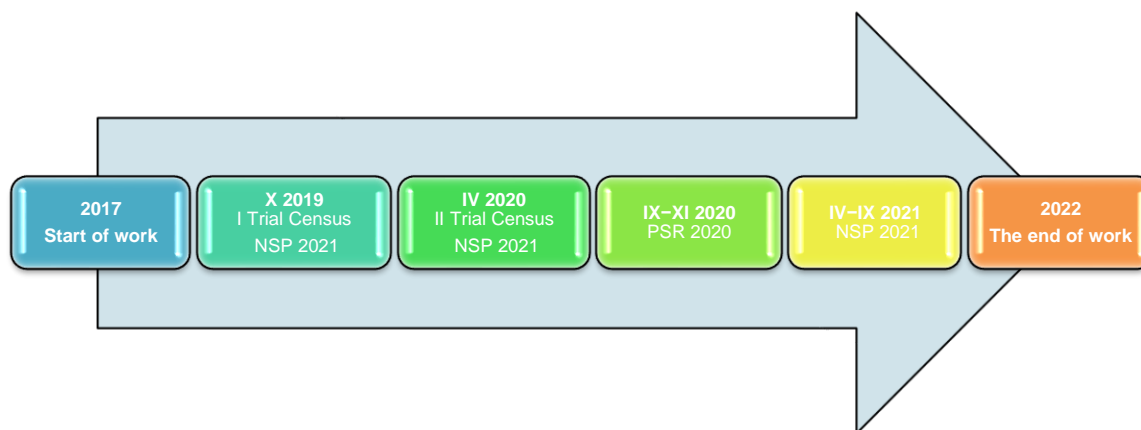 2017
Start of work
X 2019
I Trial Census
NSP 2021
IV 2020
II Trial Census
NSP 2021
IX–XI 2020
PSR 2020
IV–IX 2021
NSP 2021
2022
The end of work